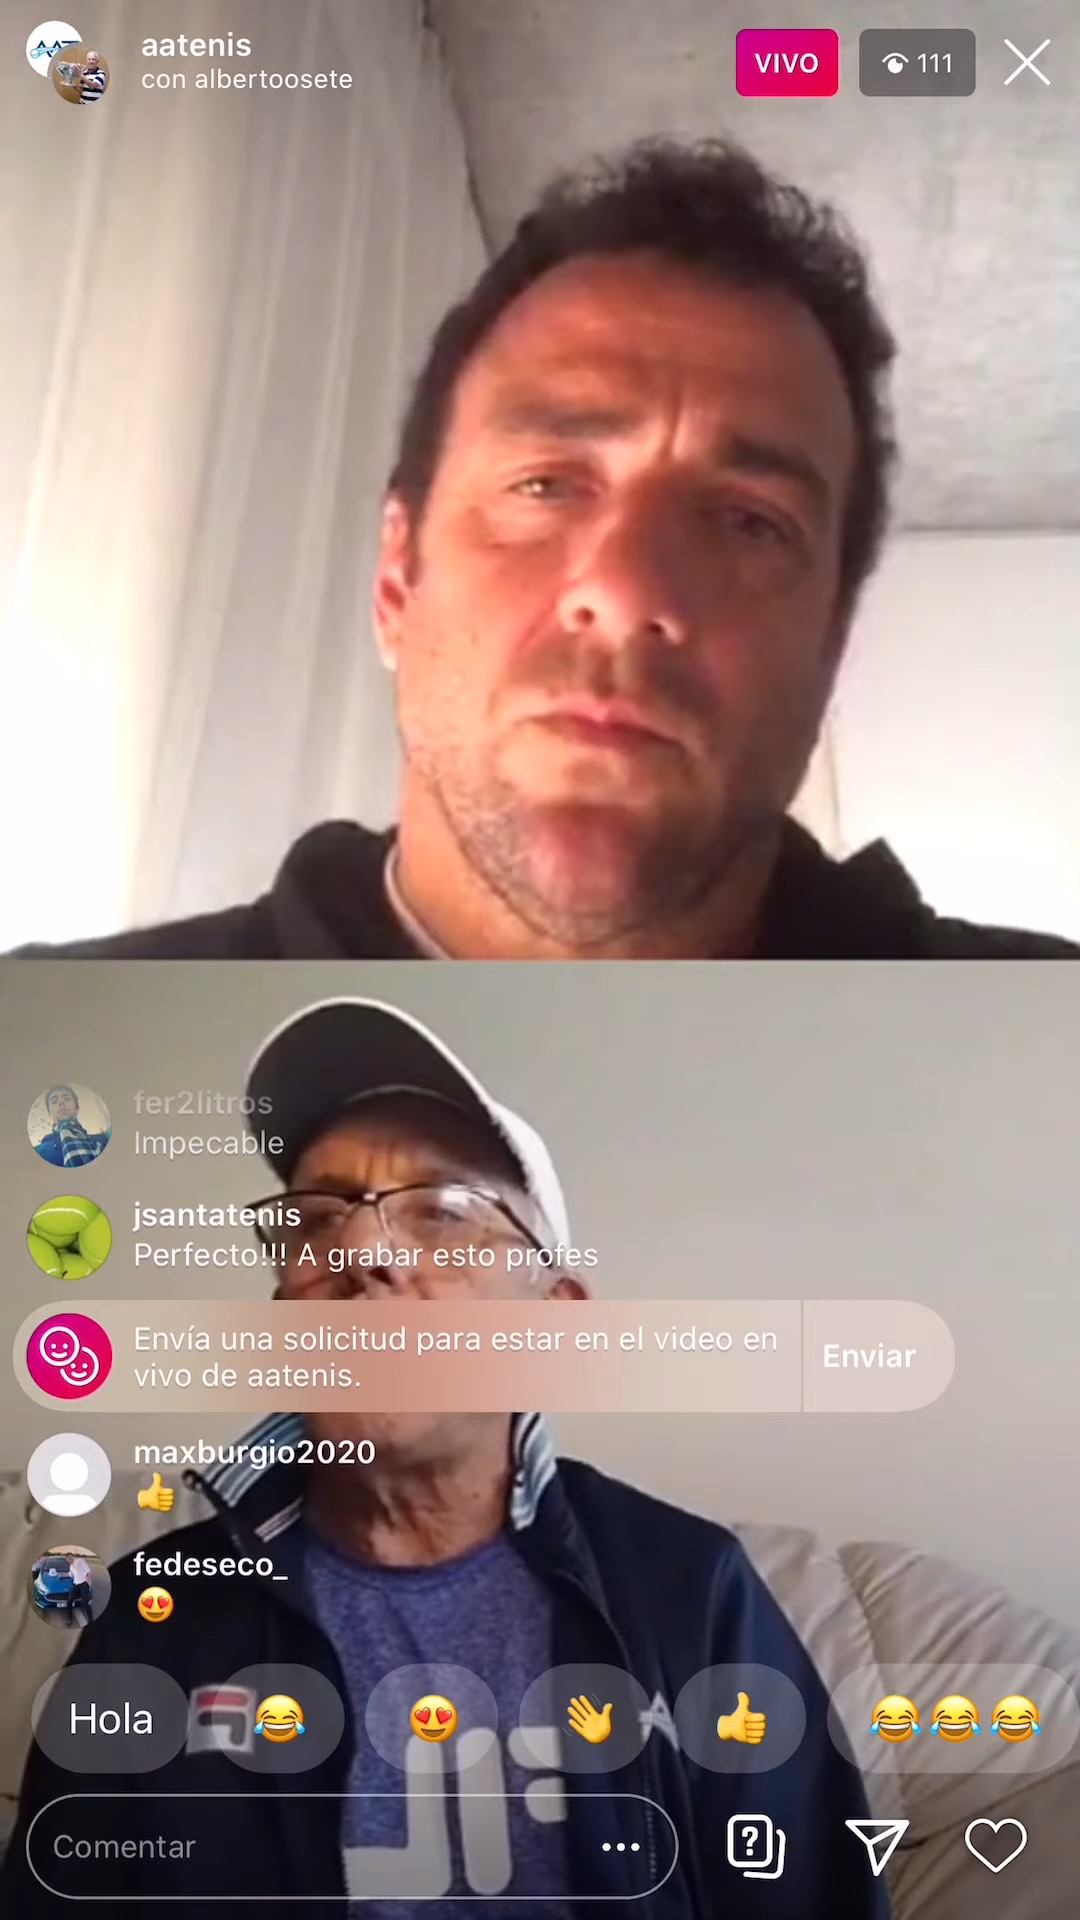 aatenis
con albertoosete
VIVO
111
fer2litros
Impecable
jsantatenis
Perfecto!!! A grabar esto profes
Envía una solicitud para estar en el video en
vivo de aatenis.
Enviar
maxburgio2020
fedeseco_
Hola
Comentar